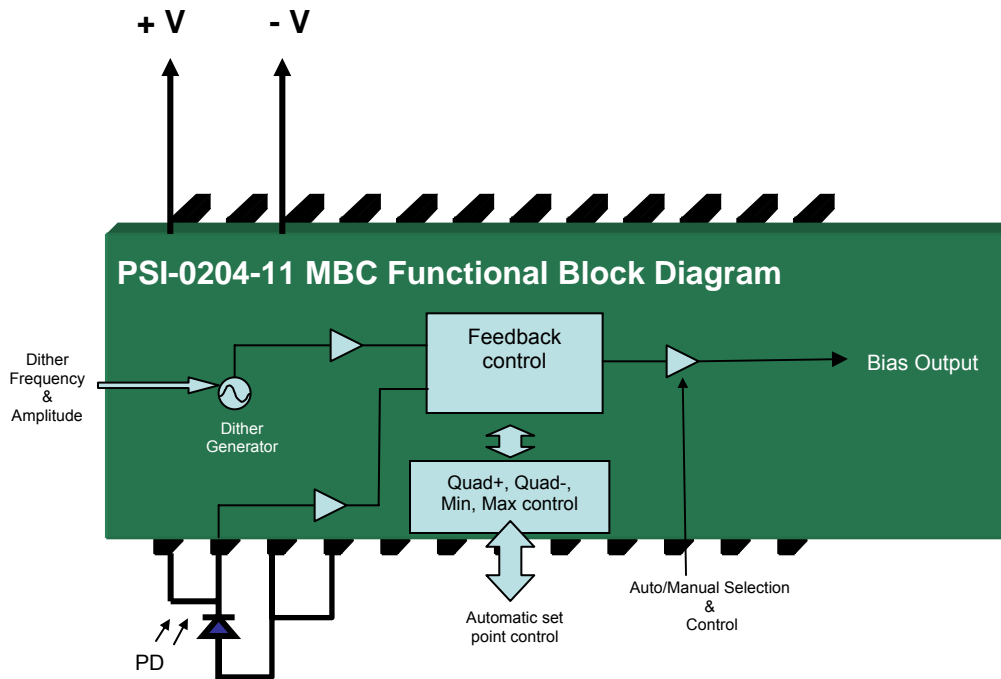 + V
- V
PSI-0204-11 MBC Functional Block Diagram
Feedback
control
Dither
Frequency
&
Amplitude
Bias Output
Dither
Generator
Quad+, Quad-,
Min, Max control
Automatic set
point control
Auto/Manual Selection
&
Control
PD